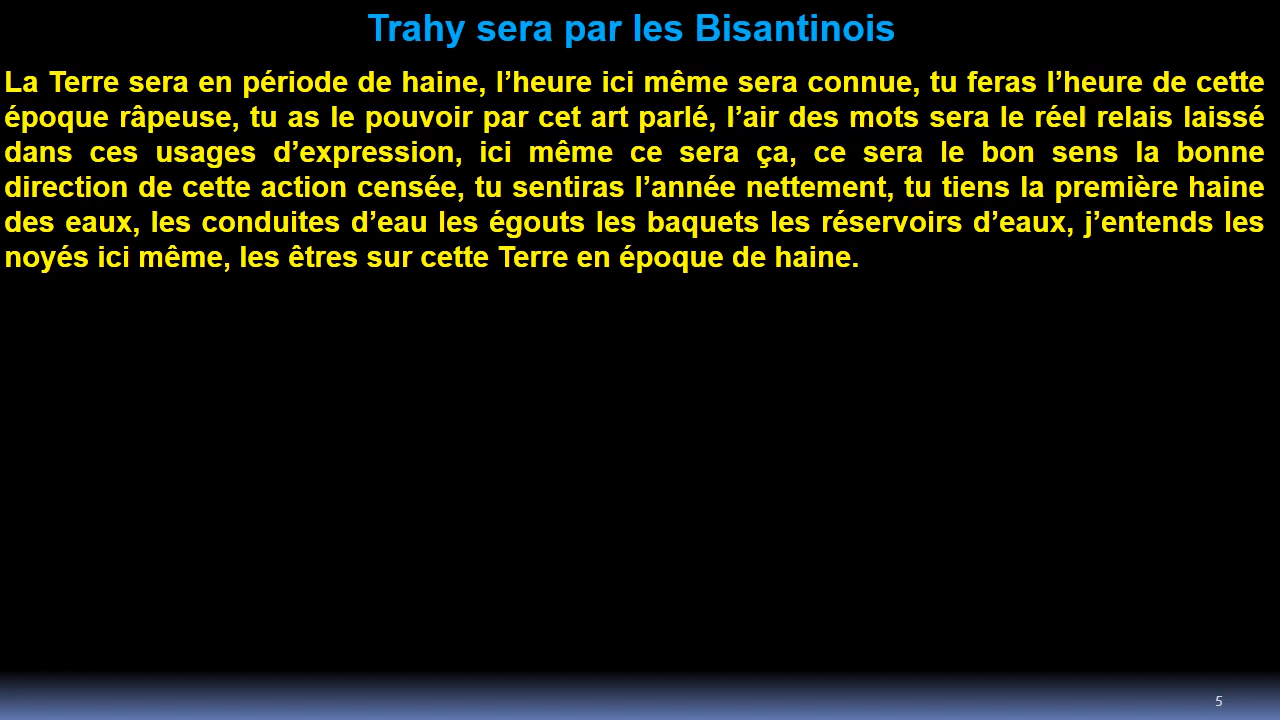 Trahy sera par les Bisantinois
La Terre sera en période de haine, l’heure ici même sera connue, tu feras l’heure de cette
époque râpeuse, tu as le pouvoir par cet art parlé, l’air des mots sera le réel relais laissé
dans ces usages d’expression, ici même ce sera ça, ce sera le bon sens la bonne
direction de cette action censée, tu sentiras l’année nettement, tu tiens la première haine
des eaux, les conduites d’eau les égouts les baquets les réservoirs d’eaux, j’entends les
noyés ici même, les êtres sur cette Terre en époque de haine.
5